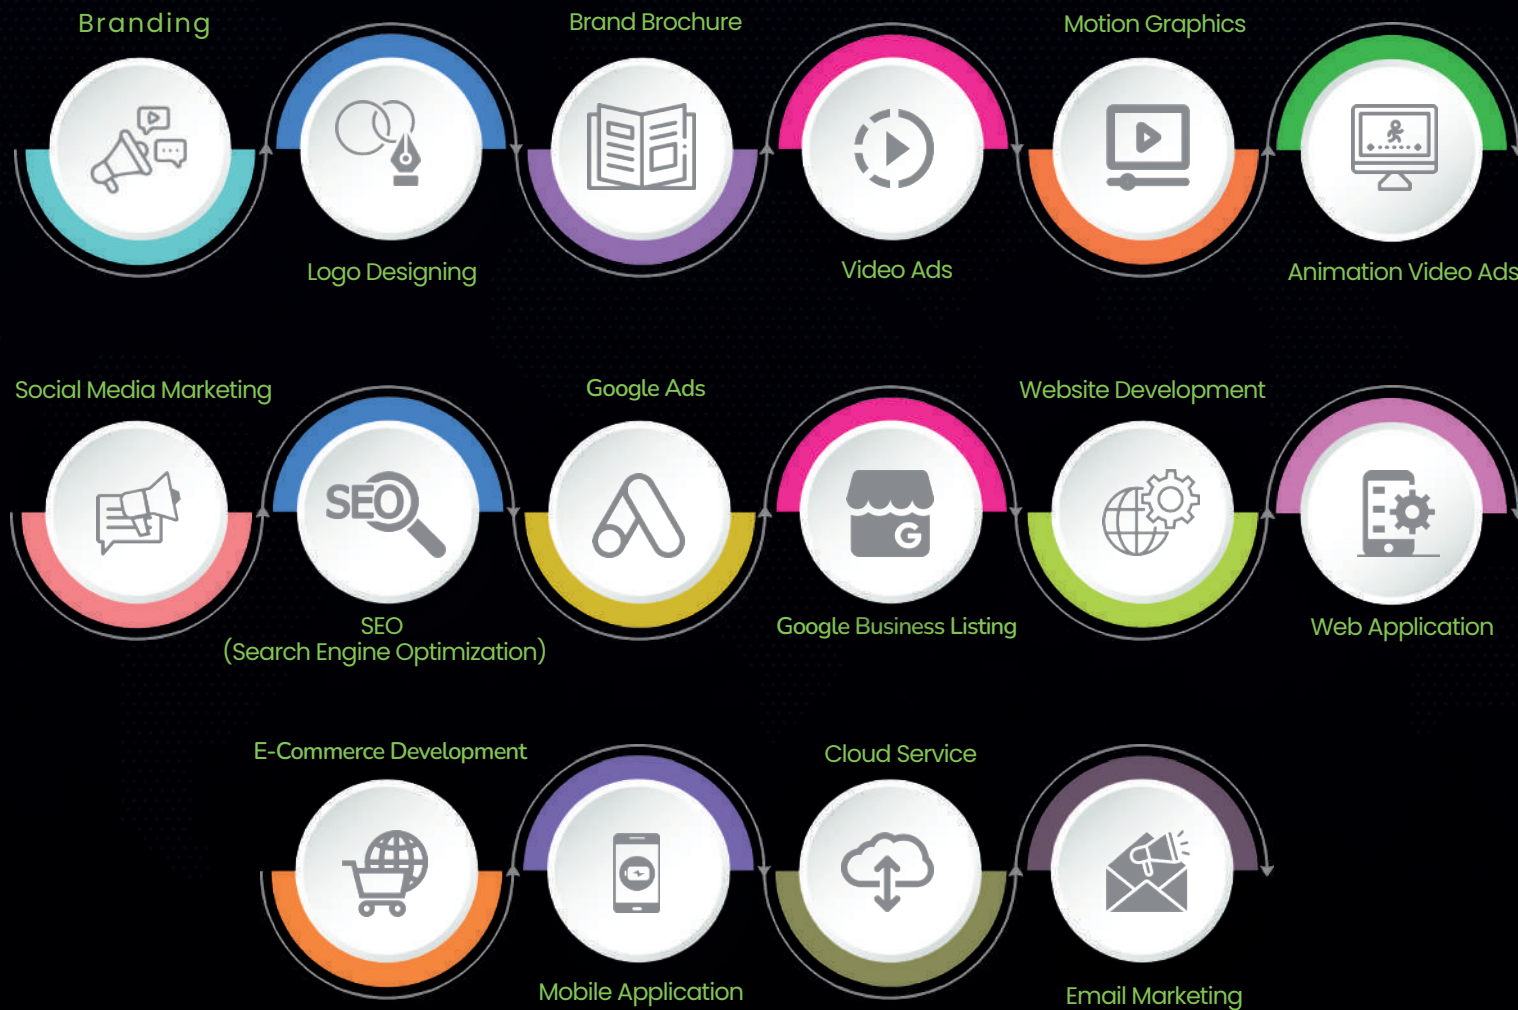 Branding
Logo Designing
Brand Brochure
Video Ads
Motion Graphics
Animation Video Ads
Social Media Marketing
SEO
SEO
(Search Engine Optimization)
Google Ads
G
Google Business Listing
Website Development
Web Application
E-Commerce Development
Mobile Application
Cloud Service
Email Marketing